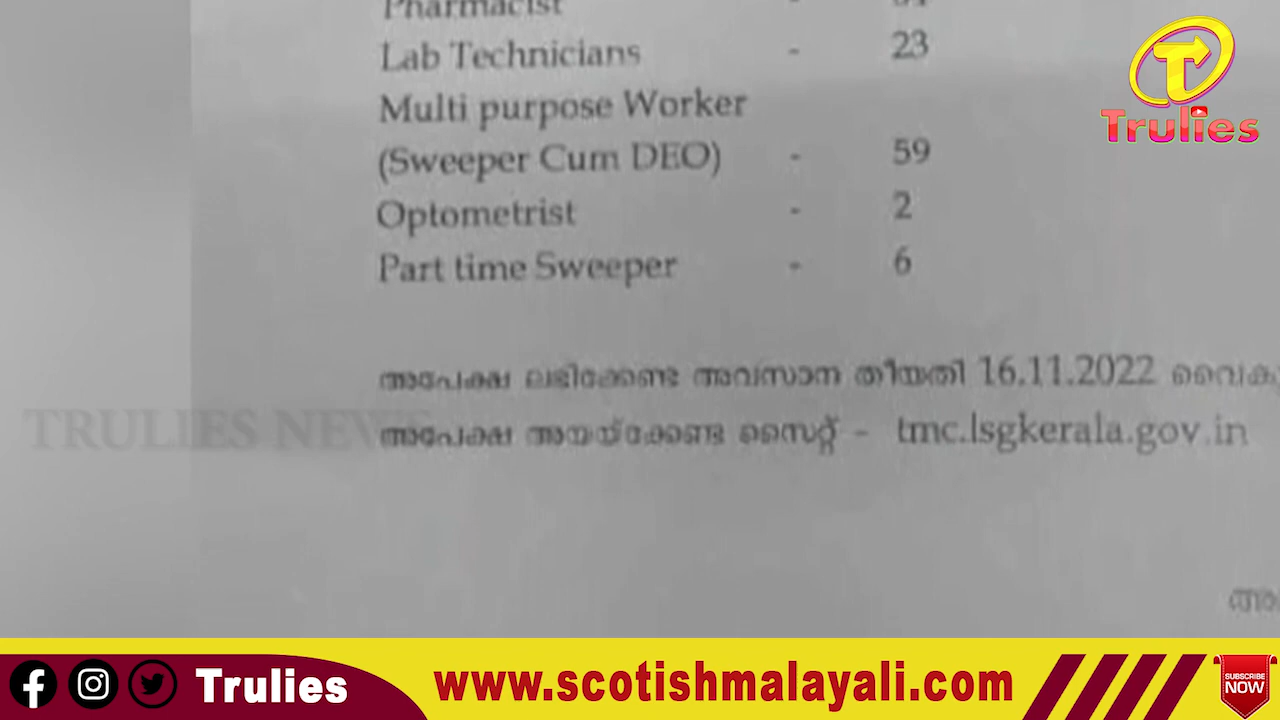 Pharmacist -
Lab Technicians - 23
Multi purpose Worker
(Sweeper Cum DEO) - 59
Optometrist - 2
Part time Sweeper - 6
അപേക്ഷ ലഭിക്കേണ്ട അവസാന തീയതി 16.11.2022
അപേക്ഷ അയയ്ക്കേണ്ട സൈറ്റ് - tmc.lsgkerala.gov.in
TRULIES NEWS
Trulies
Trulies
www.scotishmalayali.com
SUBSCRIBE
NOW